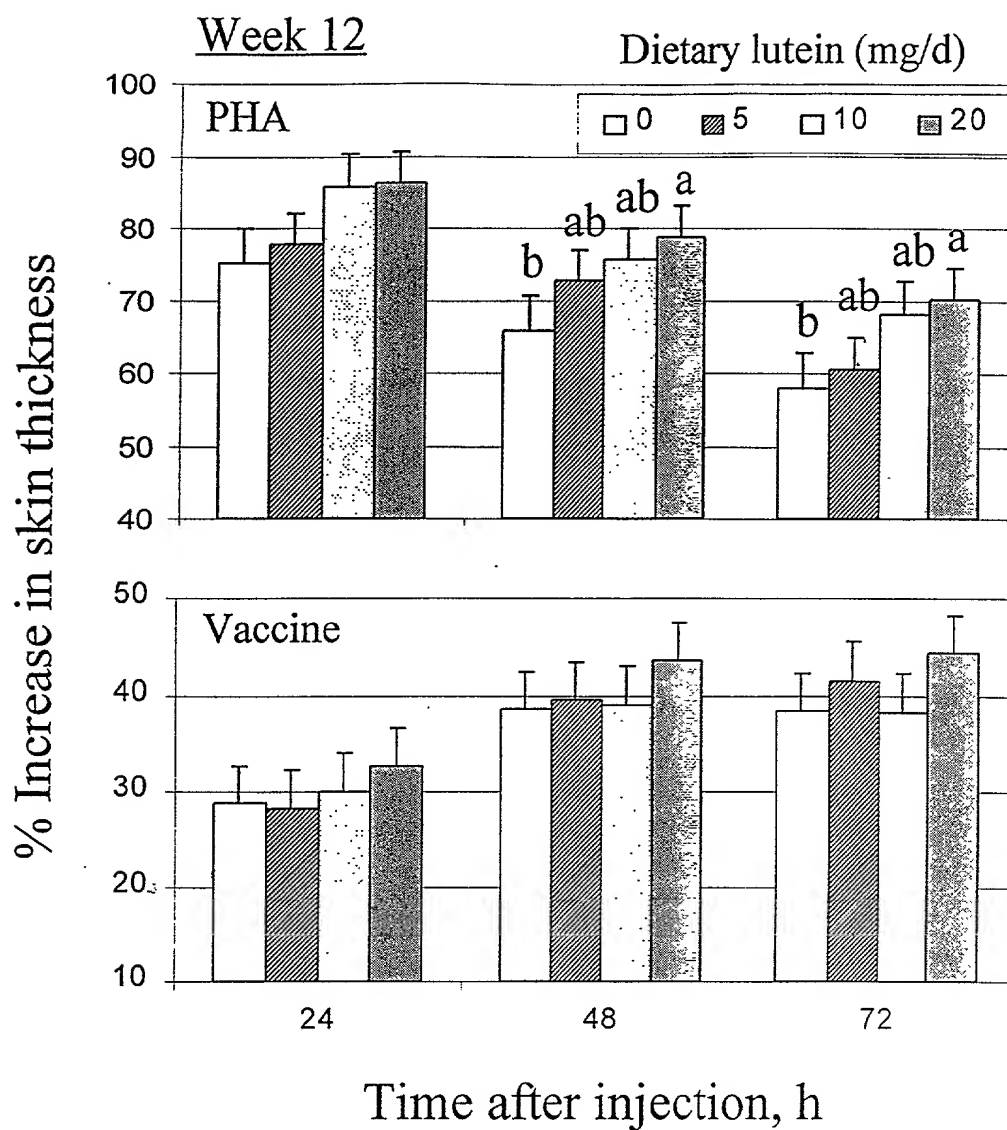 Week 12
Dietary lutein (mg/d)
0 5 10 20
PHA
100
90
80
70
60
50
40
b ab ab a
b ab ab a
Vaccine
50
40
30
20
10
24 48 72
% Increase in skin thickness
Time after injection, h